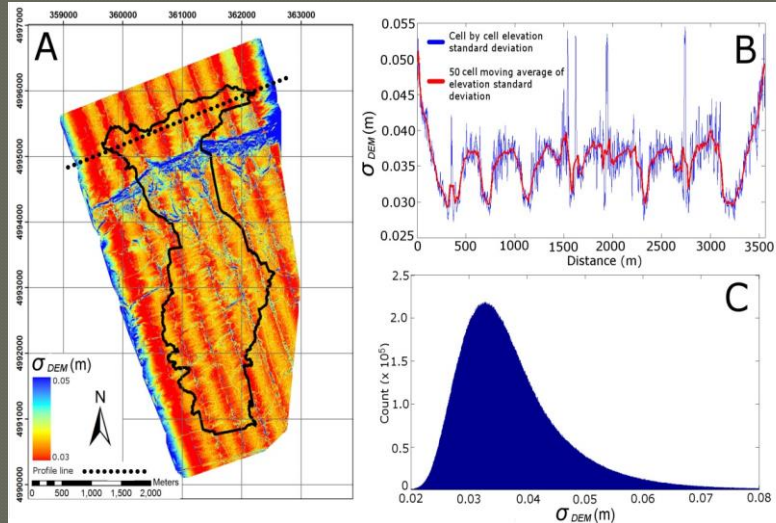 A
359000 360000 361000 362000 363000
4997000
4996000
4995000
4994000
4993000
4992000
4991000
4990000
σ DEM (m)
0.05
0.03
N
Profile line
Meters
0 500 1,000 1,500 2,000
B
Cell by cell elevation
standard deviation
50 cell moving average of
elevation standard
deviation
σ DEM (m)
0.055
0.050
0.045
0.040
0.035
0.030
0.025
0 500 1000 1500 2000 2500 3000 3500
Distance (m)
C
Count (x 10⁵)
2.5
2.0
1.5
1.0
0.5
0
0.02 0.03 0.04 0.05 0.06 0.07 0.08
σ DEM (m)